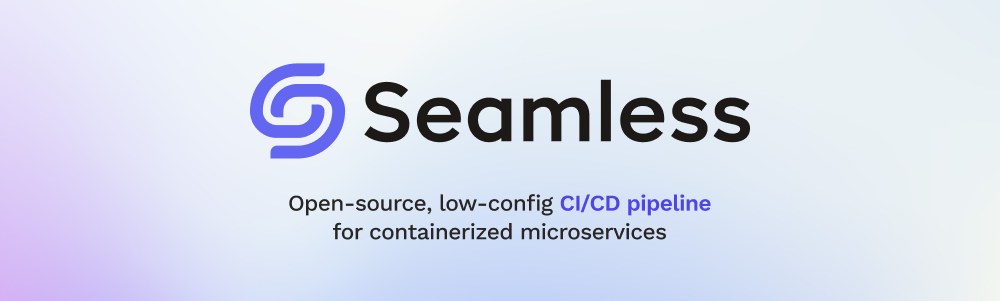 Seamless
Open-source, low-config CI/CD pipeline
for containerized microservices